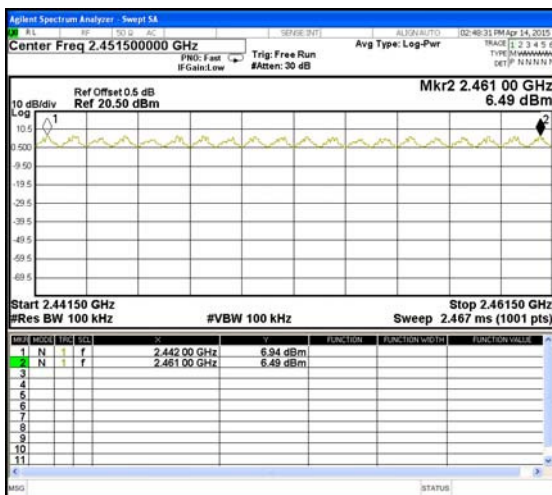 Agilent Spectrum Analyzer - Swept SA
RL RF 50 Ω AC SENSE:INT ALIGN AUTO 02:48:31 PM Apr 14, 2015
Center Freq 2.451500000 GHz
PNO: Fast
IFGain:Low
Trig: Free Run
#Atten: 30 dB
Avg Type: Log-Pwr
TRACE 1 2 3 4 5 6
TYPE M
DET P N N N N N
Ref Offset 0.5 dB
10 dB/div Ref 20.50 dBm
Mkr2 2.461 00 GHz
6.49 dBm
Log
1
2
10.5
0.500
-9.50
-19.5
-29.5
-39.5
-49.5
-59.5
-69.5
Start 2.44150 GHz Stop 2.46150 GHz
#Res BW 100 kHz #VBW 100 kHz Sweep 2.467 ms (1001 pts)
MKR MODE TRC SCL X Y FUNCTION FUNCTION WIDTH FUNCTION VALUE
1 N 1 f 2.442 00 GHz 6.94 dBm
2 N 1 f 2.461 00 GHz 6.49 dBm
3
4
5
6
7
8
9
10
11
MSG STATUS